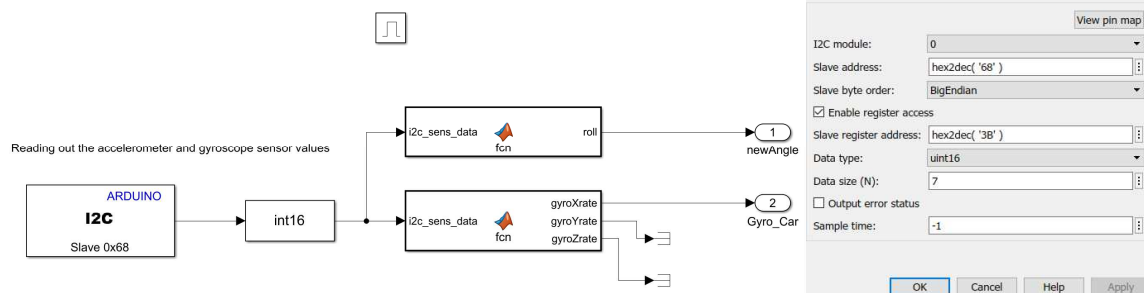 Reading out the accelerometer and gyroscope sensor values
ARDUINO
I2C
Slave 0x68
int16
i2c_sens_data
fcn
roll
1
newAngle
i2c_sens_data
fcn
gyroXrate
gyroYrate
gyroZrate
2
Gyro_Car
View pin map
I2C module: 0
Slave address: hex2dec( '68' )
Slave byte order: BigEndian
Enable register access
Slave register address: hex2dec( '3B' )
Data type: uint16
Data size (N): 7
Output error status
Sample time: -1
OK Cancel Help Apply